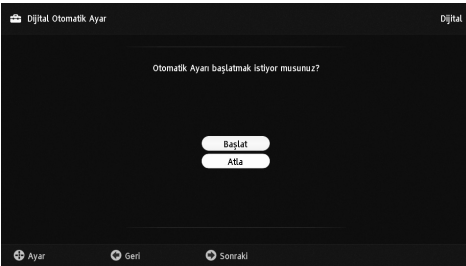 Dijital Otomatik Ayar Dijital
Otomatik Ayarı başlatmak istiyor musunuz?
Başlat
Atla
Ayar Geri Sonraki